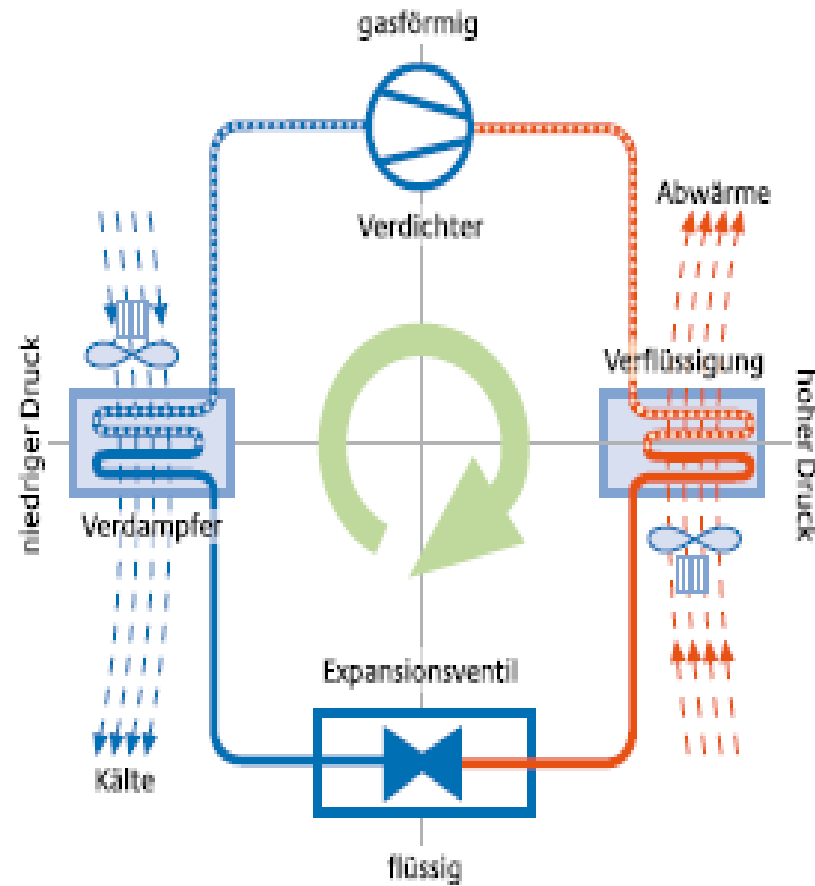 gasförmig
Verdichter
Abwärme
niedriger Druck
Verflüssigung
hoher Druck
Verdampfer
Expansionsventil
Kälte
flüssig